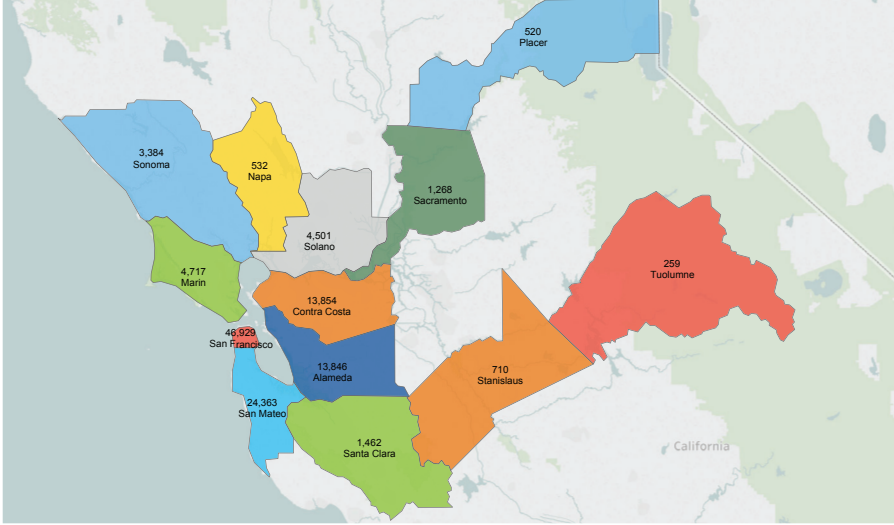 520
Placer
3,384
Sonoma
532
Napa
1,268
Sacramento
4,501
Solano
4,717
Marin
259
Tuolumne
13,854
Contra Costa
46,929
San Francisco
13,846
Alameda
710
Stanislaus
24,363
San Mateo
1,462
Santa Clara
California